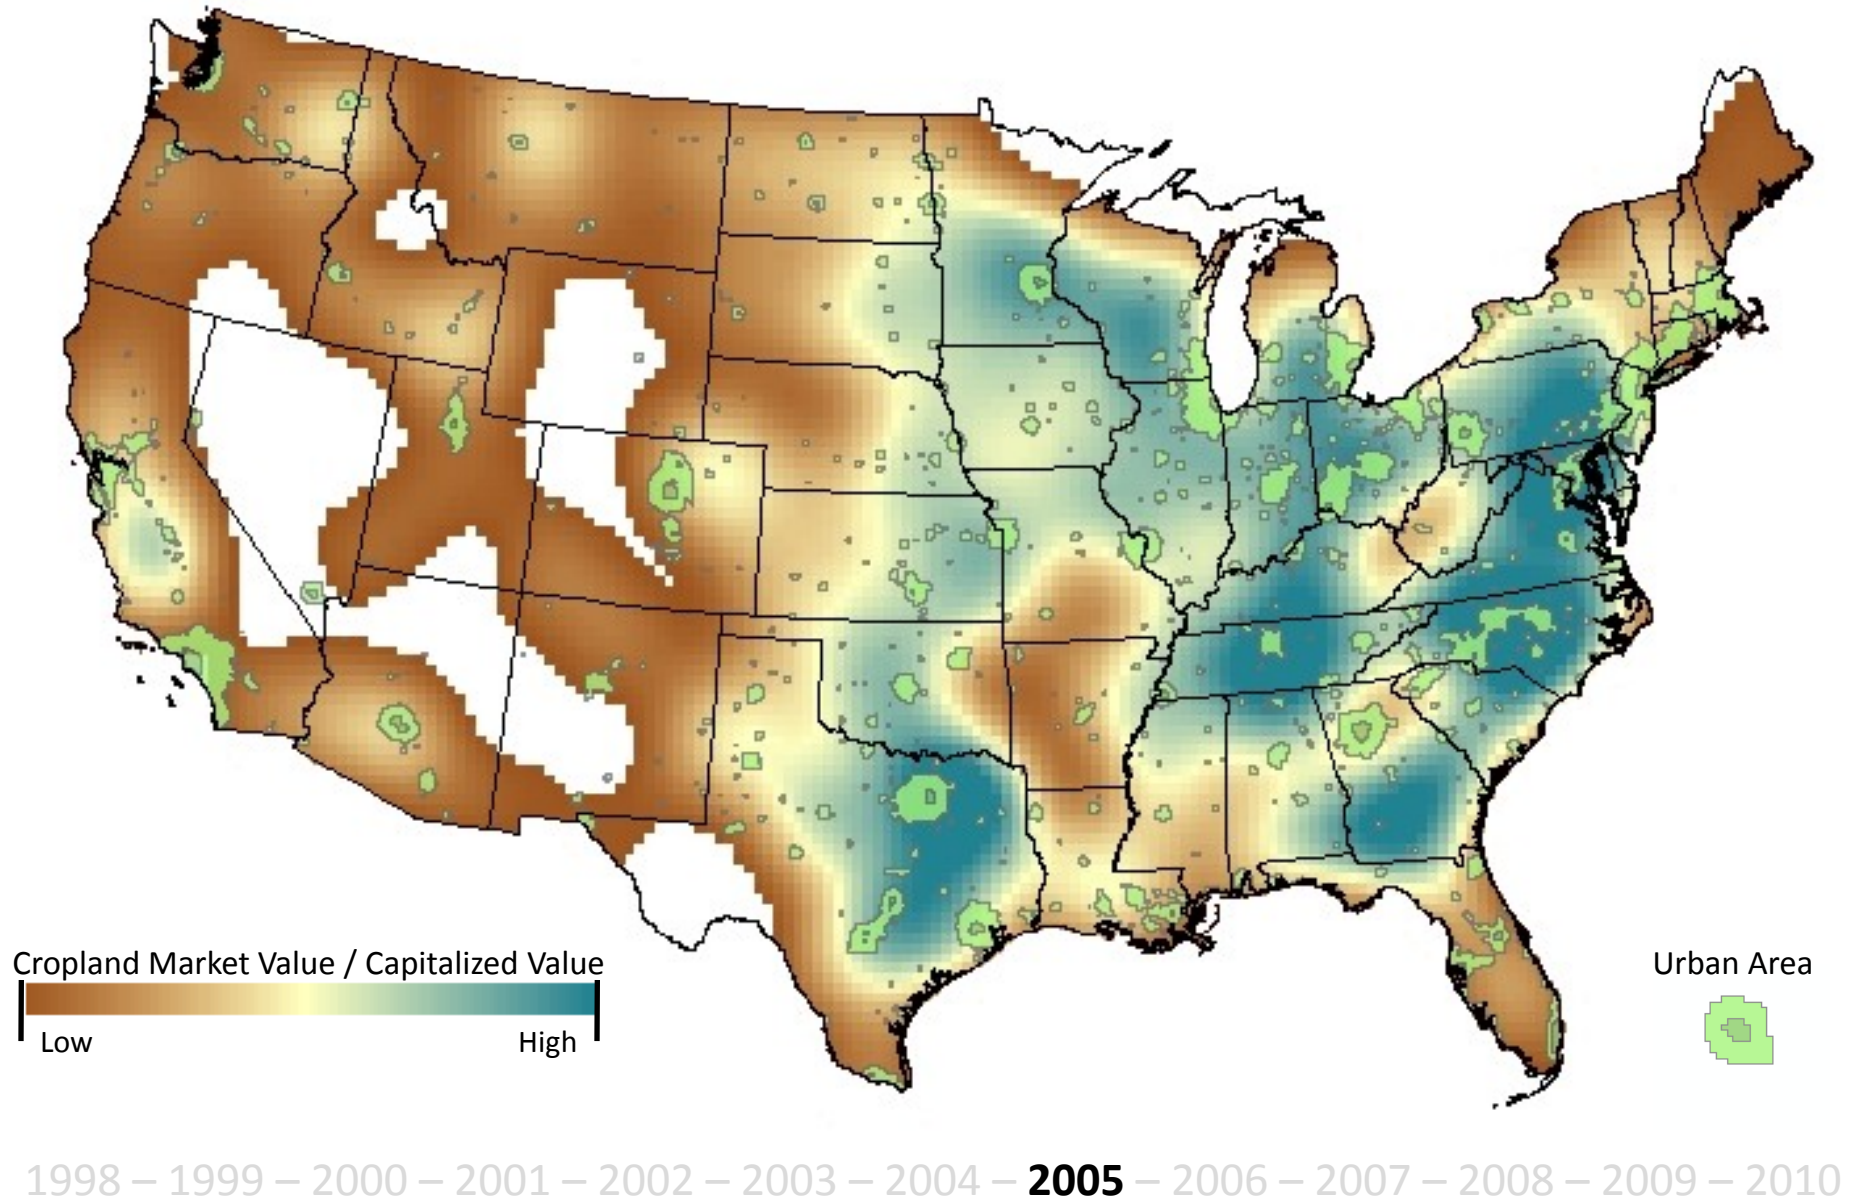 Cropland Market Value / Capitalized Value
Low High
Urban Area
1998 – 1999 – 2000 – 2001 – 2002 – 2003 – 2004 – 2005 – 2006 – 2007 – 2008 – 2009 – 2010